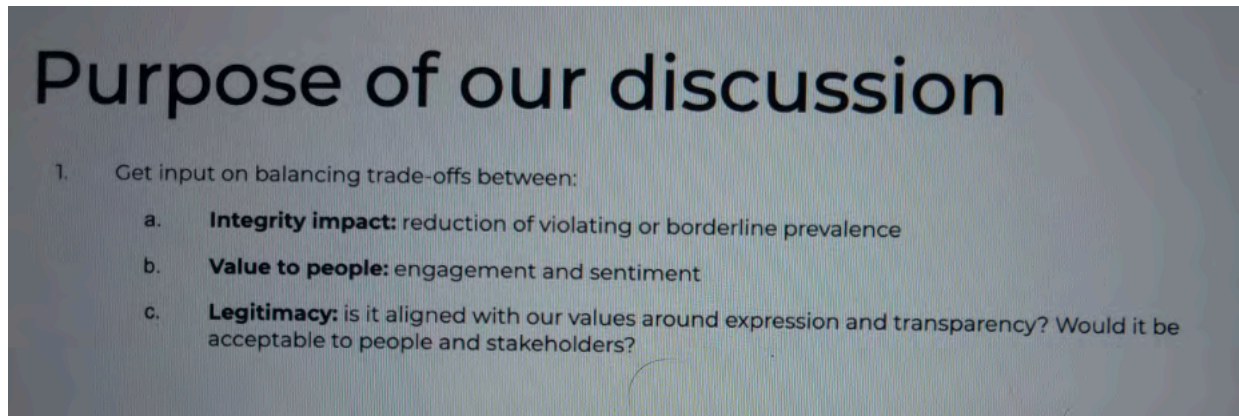 Purpose of our discussion
1. Get input on balancing trade-offs between:
a. Integrity impact: reduction of violating or borderline prevalence
b. Value to people: engagement and sentiment
c. Legitimacy: is it aligned with our values around expression and transparency? Would it be
acceptable to people and stakeholders?